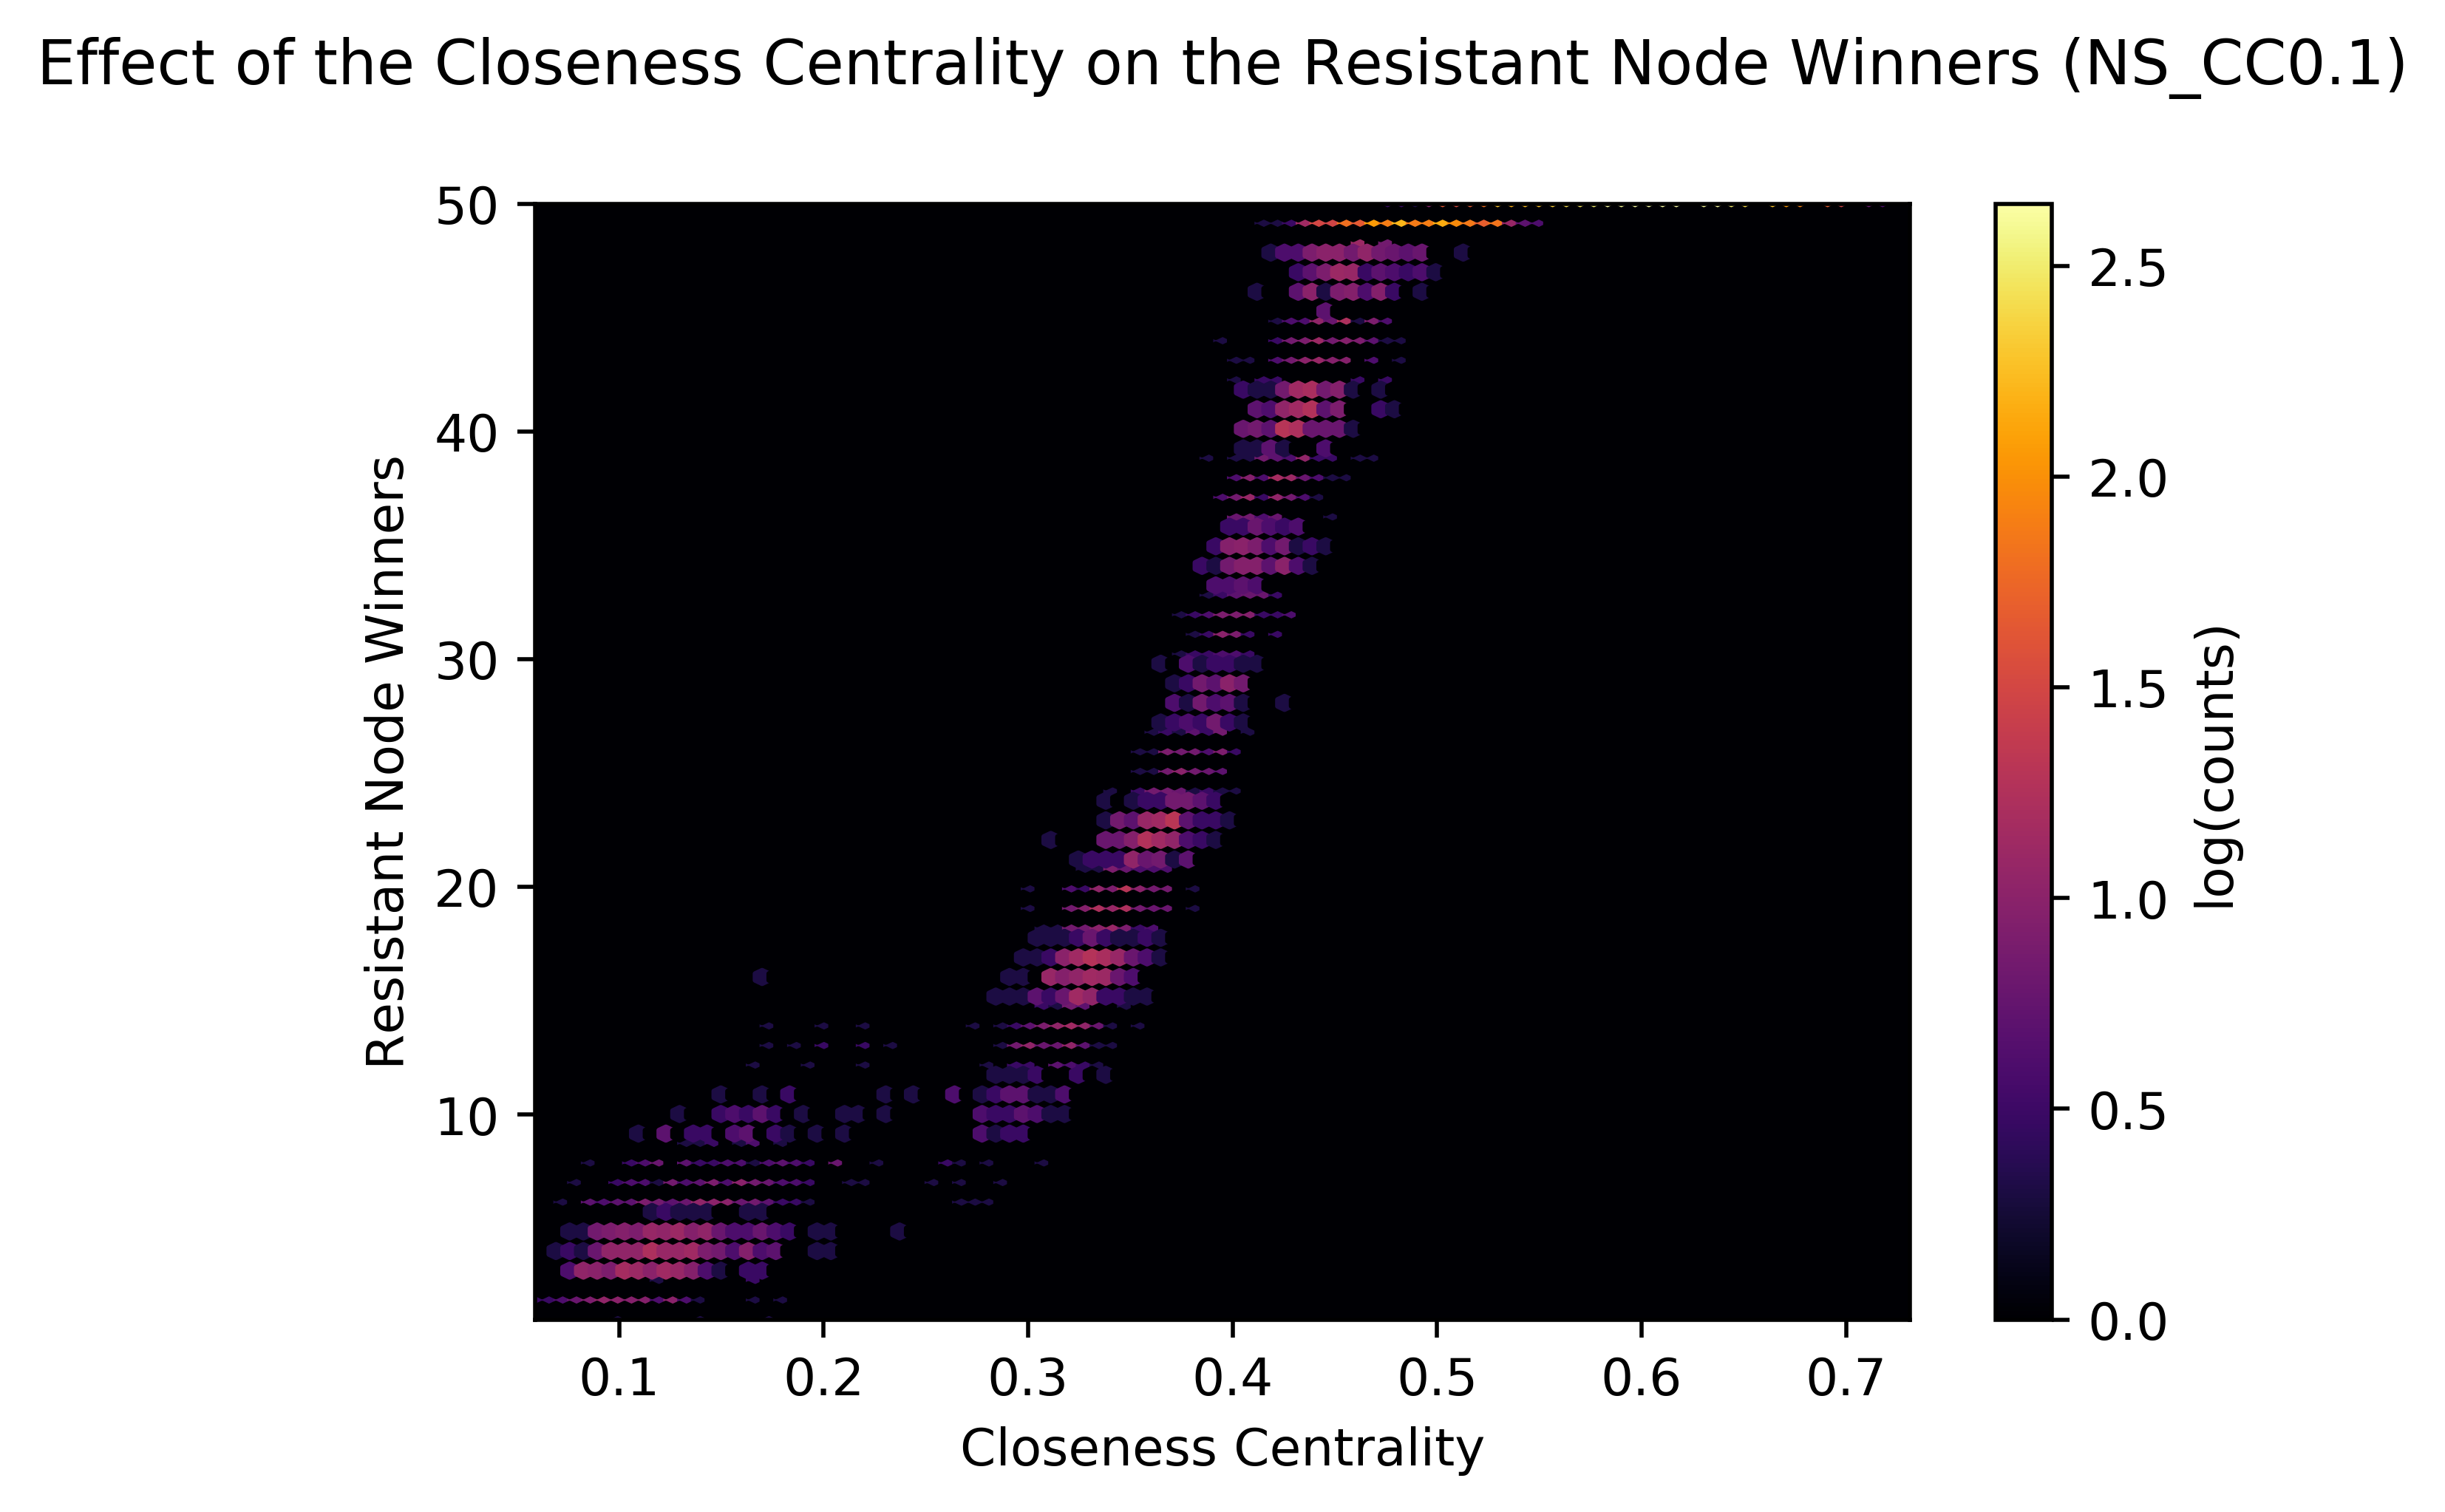 Effect of the Closeness Centrality on the Resistant Node Winners (NS_CC0.1)
50
40
30
20
10
Resistant Node Winners
0.1 0.2 0.3 0.4 0.5 0.6 0.7
Closeness Centrality
2.5
2.0
1.5
1.0
0.5
0.0
log(counts)